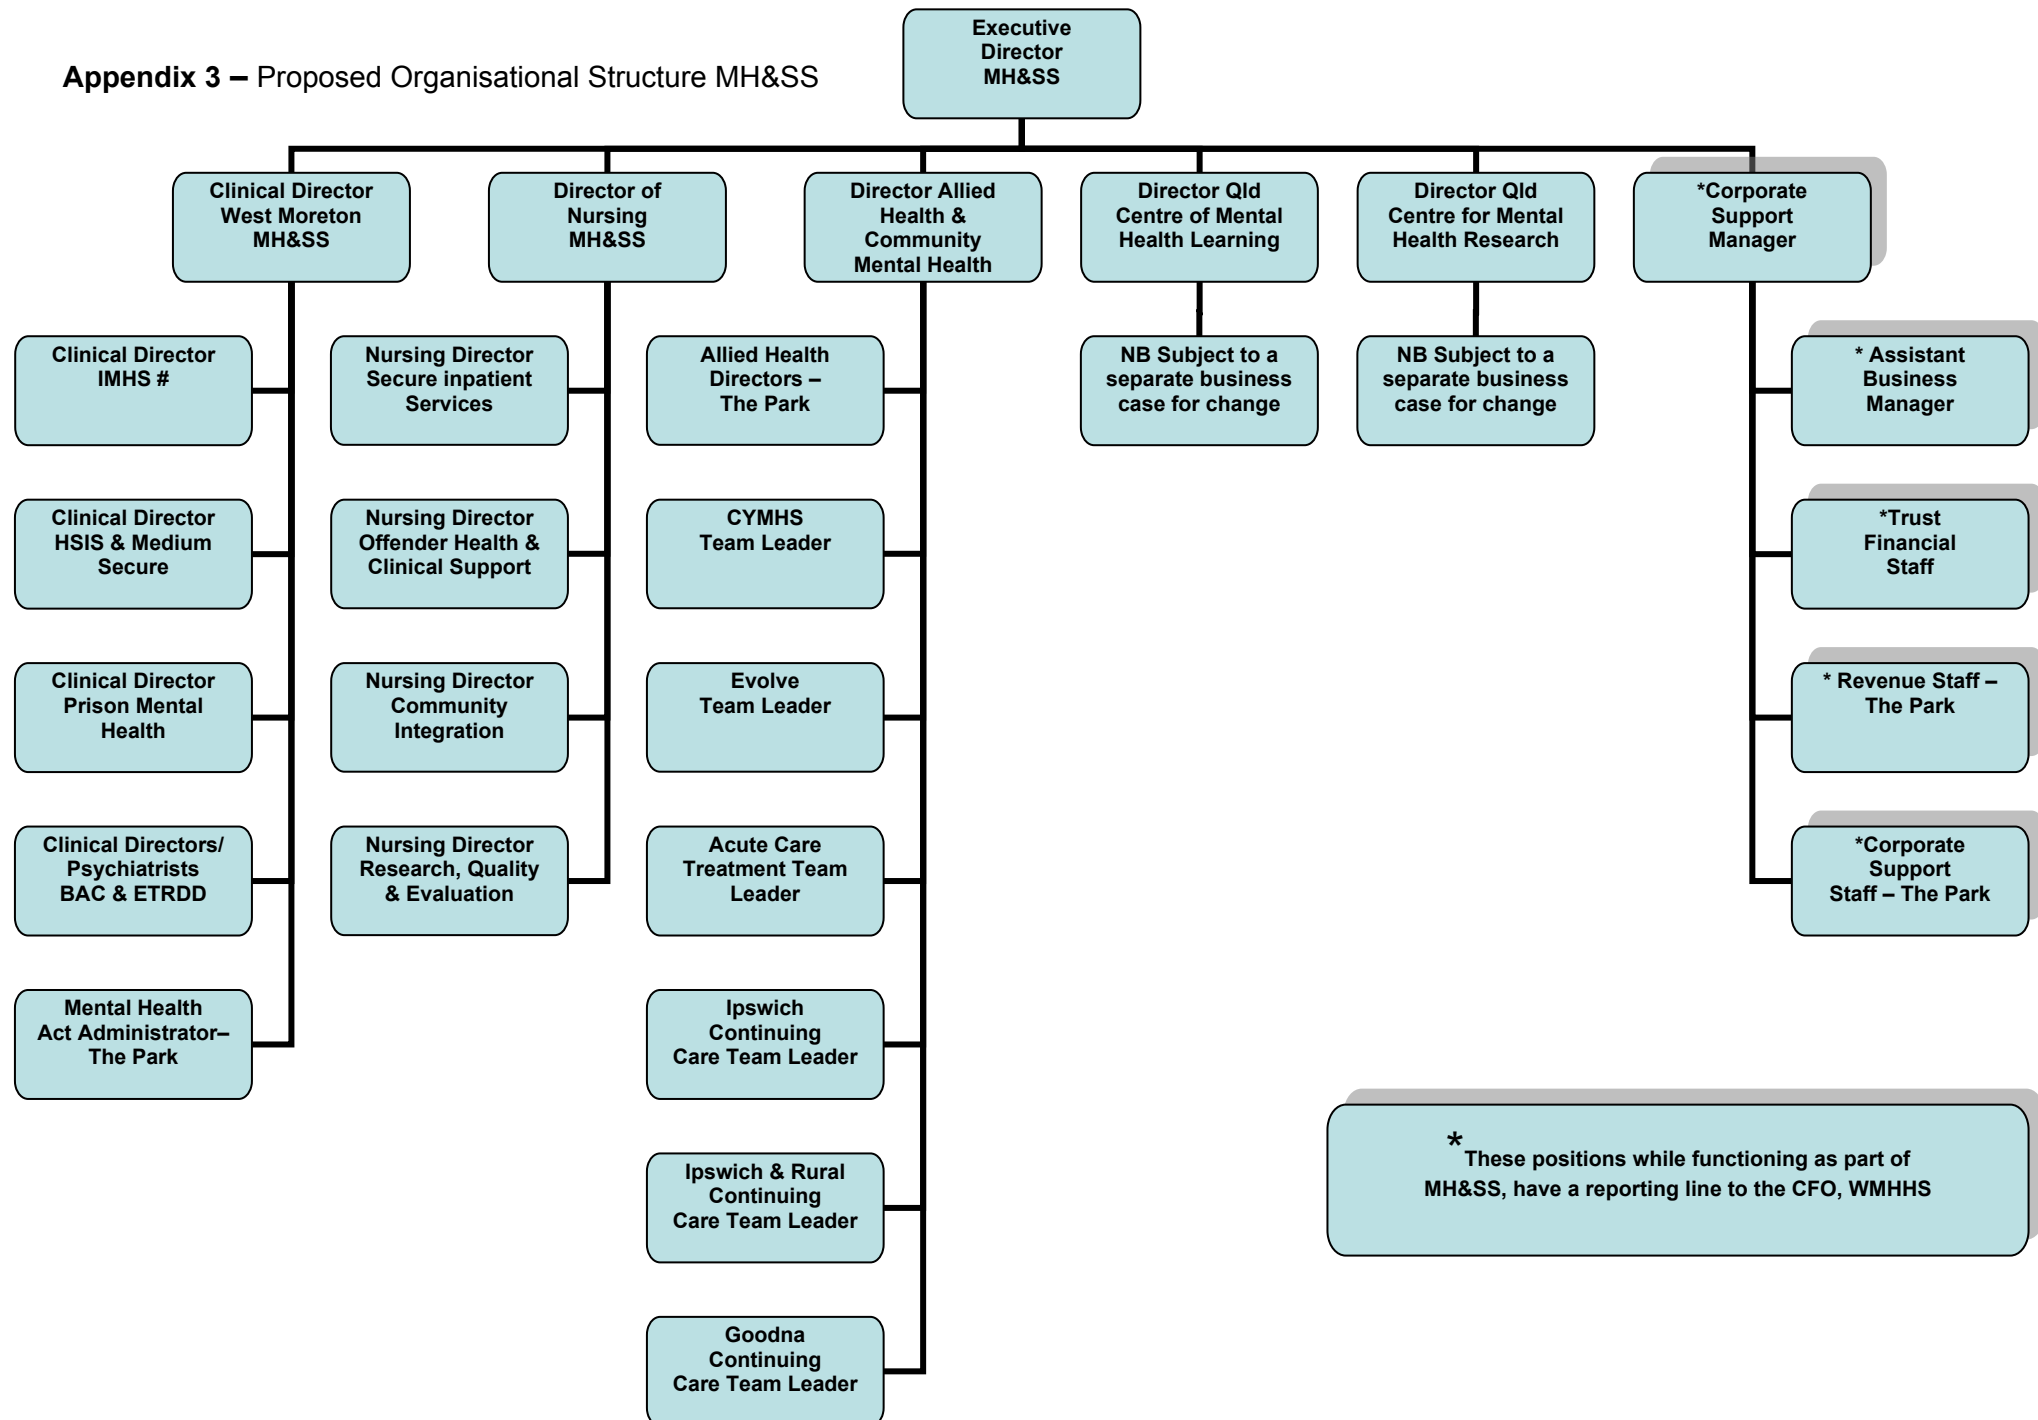 Appendix 3 – Proposed Organisational Structure MH&SS
Executive
Director
MH&SS
Clinical Director
West Moreton
MH&SS
Director of
Nursing
MH&SS
Director Allied
Health &
Community
Mental Health
Director Qld
Centre of Mental
Health Learning
Director Qld
Centre for Mental
Health Research
*Corporate
Support
Manager
Clinical Director
IMHS #
Clinical Director
HSIS & Medium
Secure
Clinical Director
Prison Mental
Health
Clinical Directors/
Psychiatrists
BAC & ETRDD
Mental Health
Act Administrator–
The Park
Nursing Director
Secure inpatient
Services
Nursing Director
Offender Health &
Clinical Support
Nursing Director
Community
Integration
Nursing Director
Research, Quality
& Evaluation
Allied Health
Directors –
The Park
CYMHS
Team Leader
Evolve
Team Leader
Acute Care
Treatment Team
Leader
Ipswich
Continuing
Care Team Leader
Ipswich & Rural
Continuing
Care Team Leader
Goodna
Continuing
Care Team Leader
NB Subject to a
separate business
case for change
NB Subject to a
separate business
case for change
* Assistant
Business
Manager
*Trust
Financial
Staff
* Revenue Staff –
The Park
*Corporate
Support
Staff – The Park
*These positions while functioning as part of
MH&SS, have a reporting line to the CFO, WMHHS